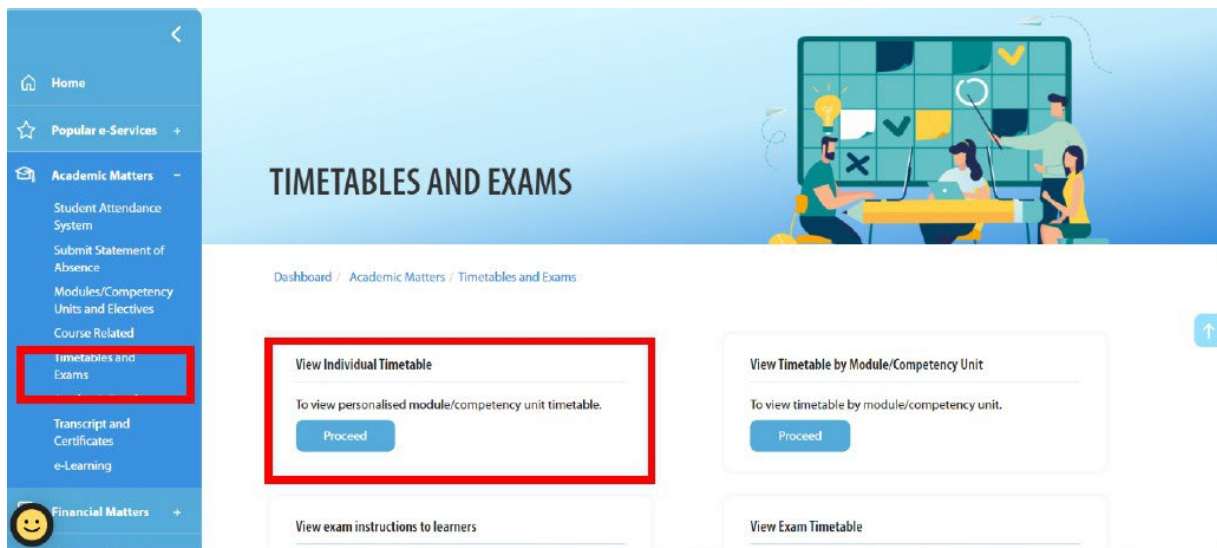 Home
Popular e-Services +
Academic Matters –
Student Attendance
System
Submit Statement of
Absence
Modules/Competency
Units and Electives
Course Related
Timetables and
Exams
Transcript and
Certificates
e-Learning
Financial Matters +
TIMETABLES AND EXAMS
Dashboard / Academic Matters / Timetables and Exams
View Individual Timetable
To view personalised module/competency unit timetable.
Proceed
View Timetable by Module/Competency Unit
To view timetable by module/competency unit.
Proceed
View exam instructions to learners
View Exam Timetable